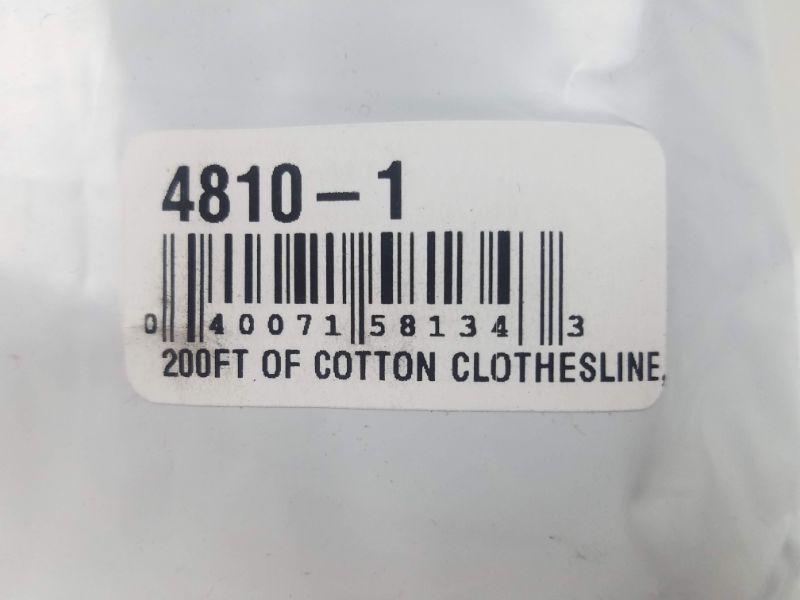 4810-1
0 40071 58134 3
200FT OF COTTON CLOTHESLINE,